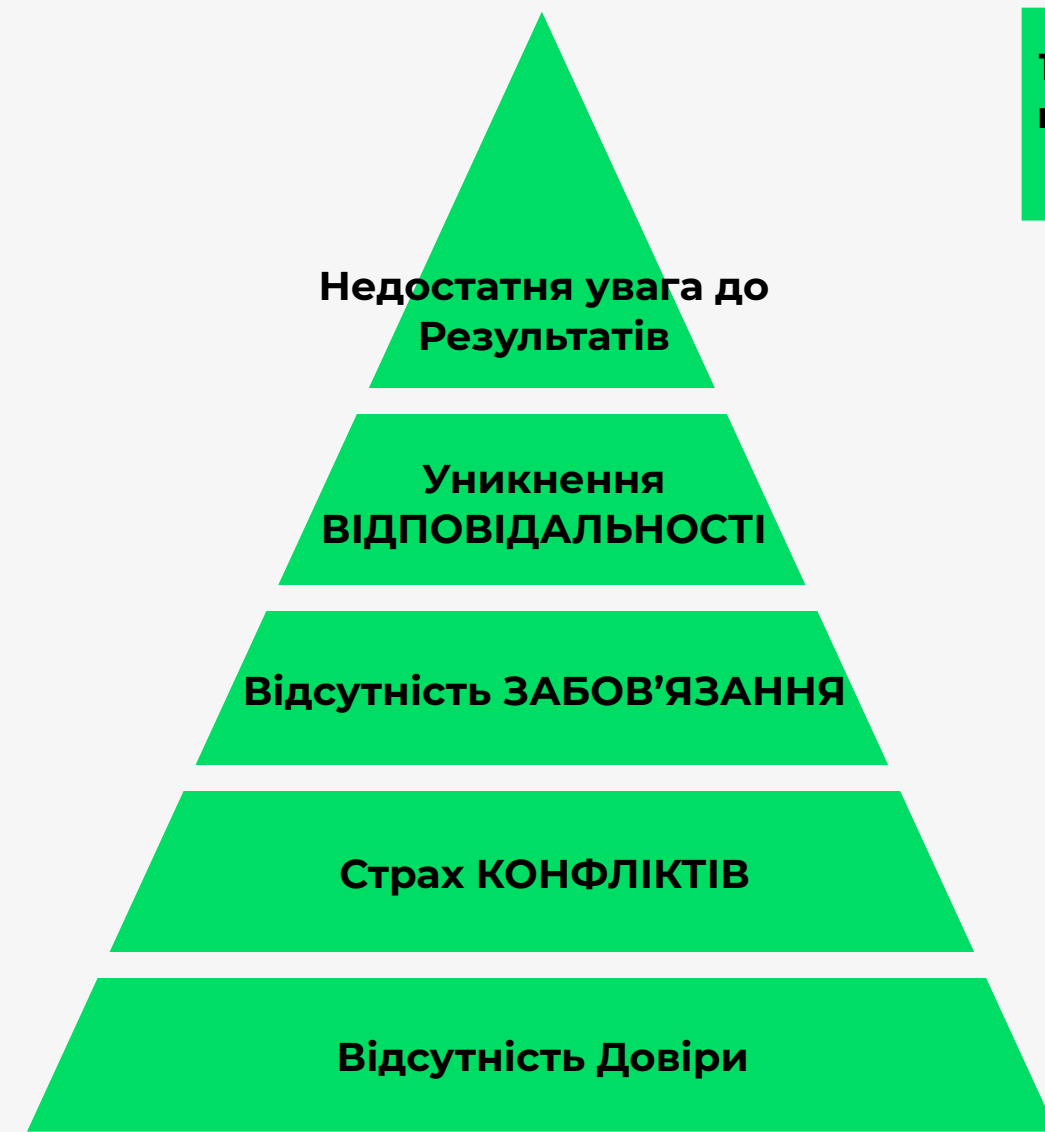 Недостатня увага до
Результатів
Уникнення
ВІДПОВІДАЛЬНОСТІ
Відсутність ЗАБОВ’ЯЗАННЯ
Страх КОНФЛІКТІВ
Відсутність Довіри